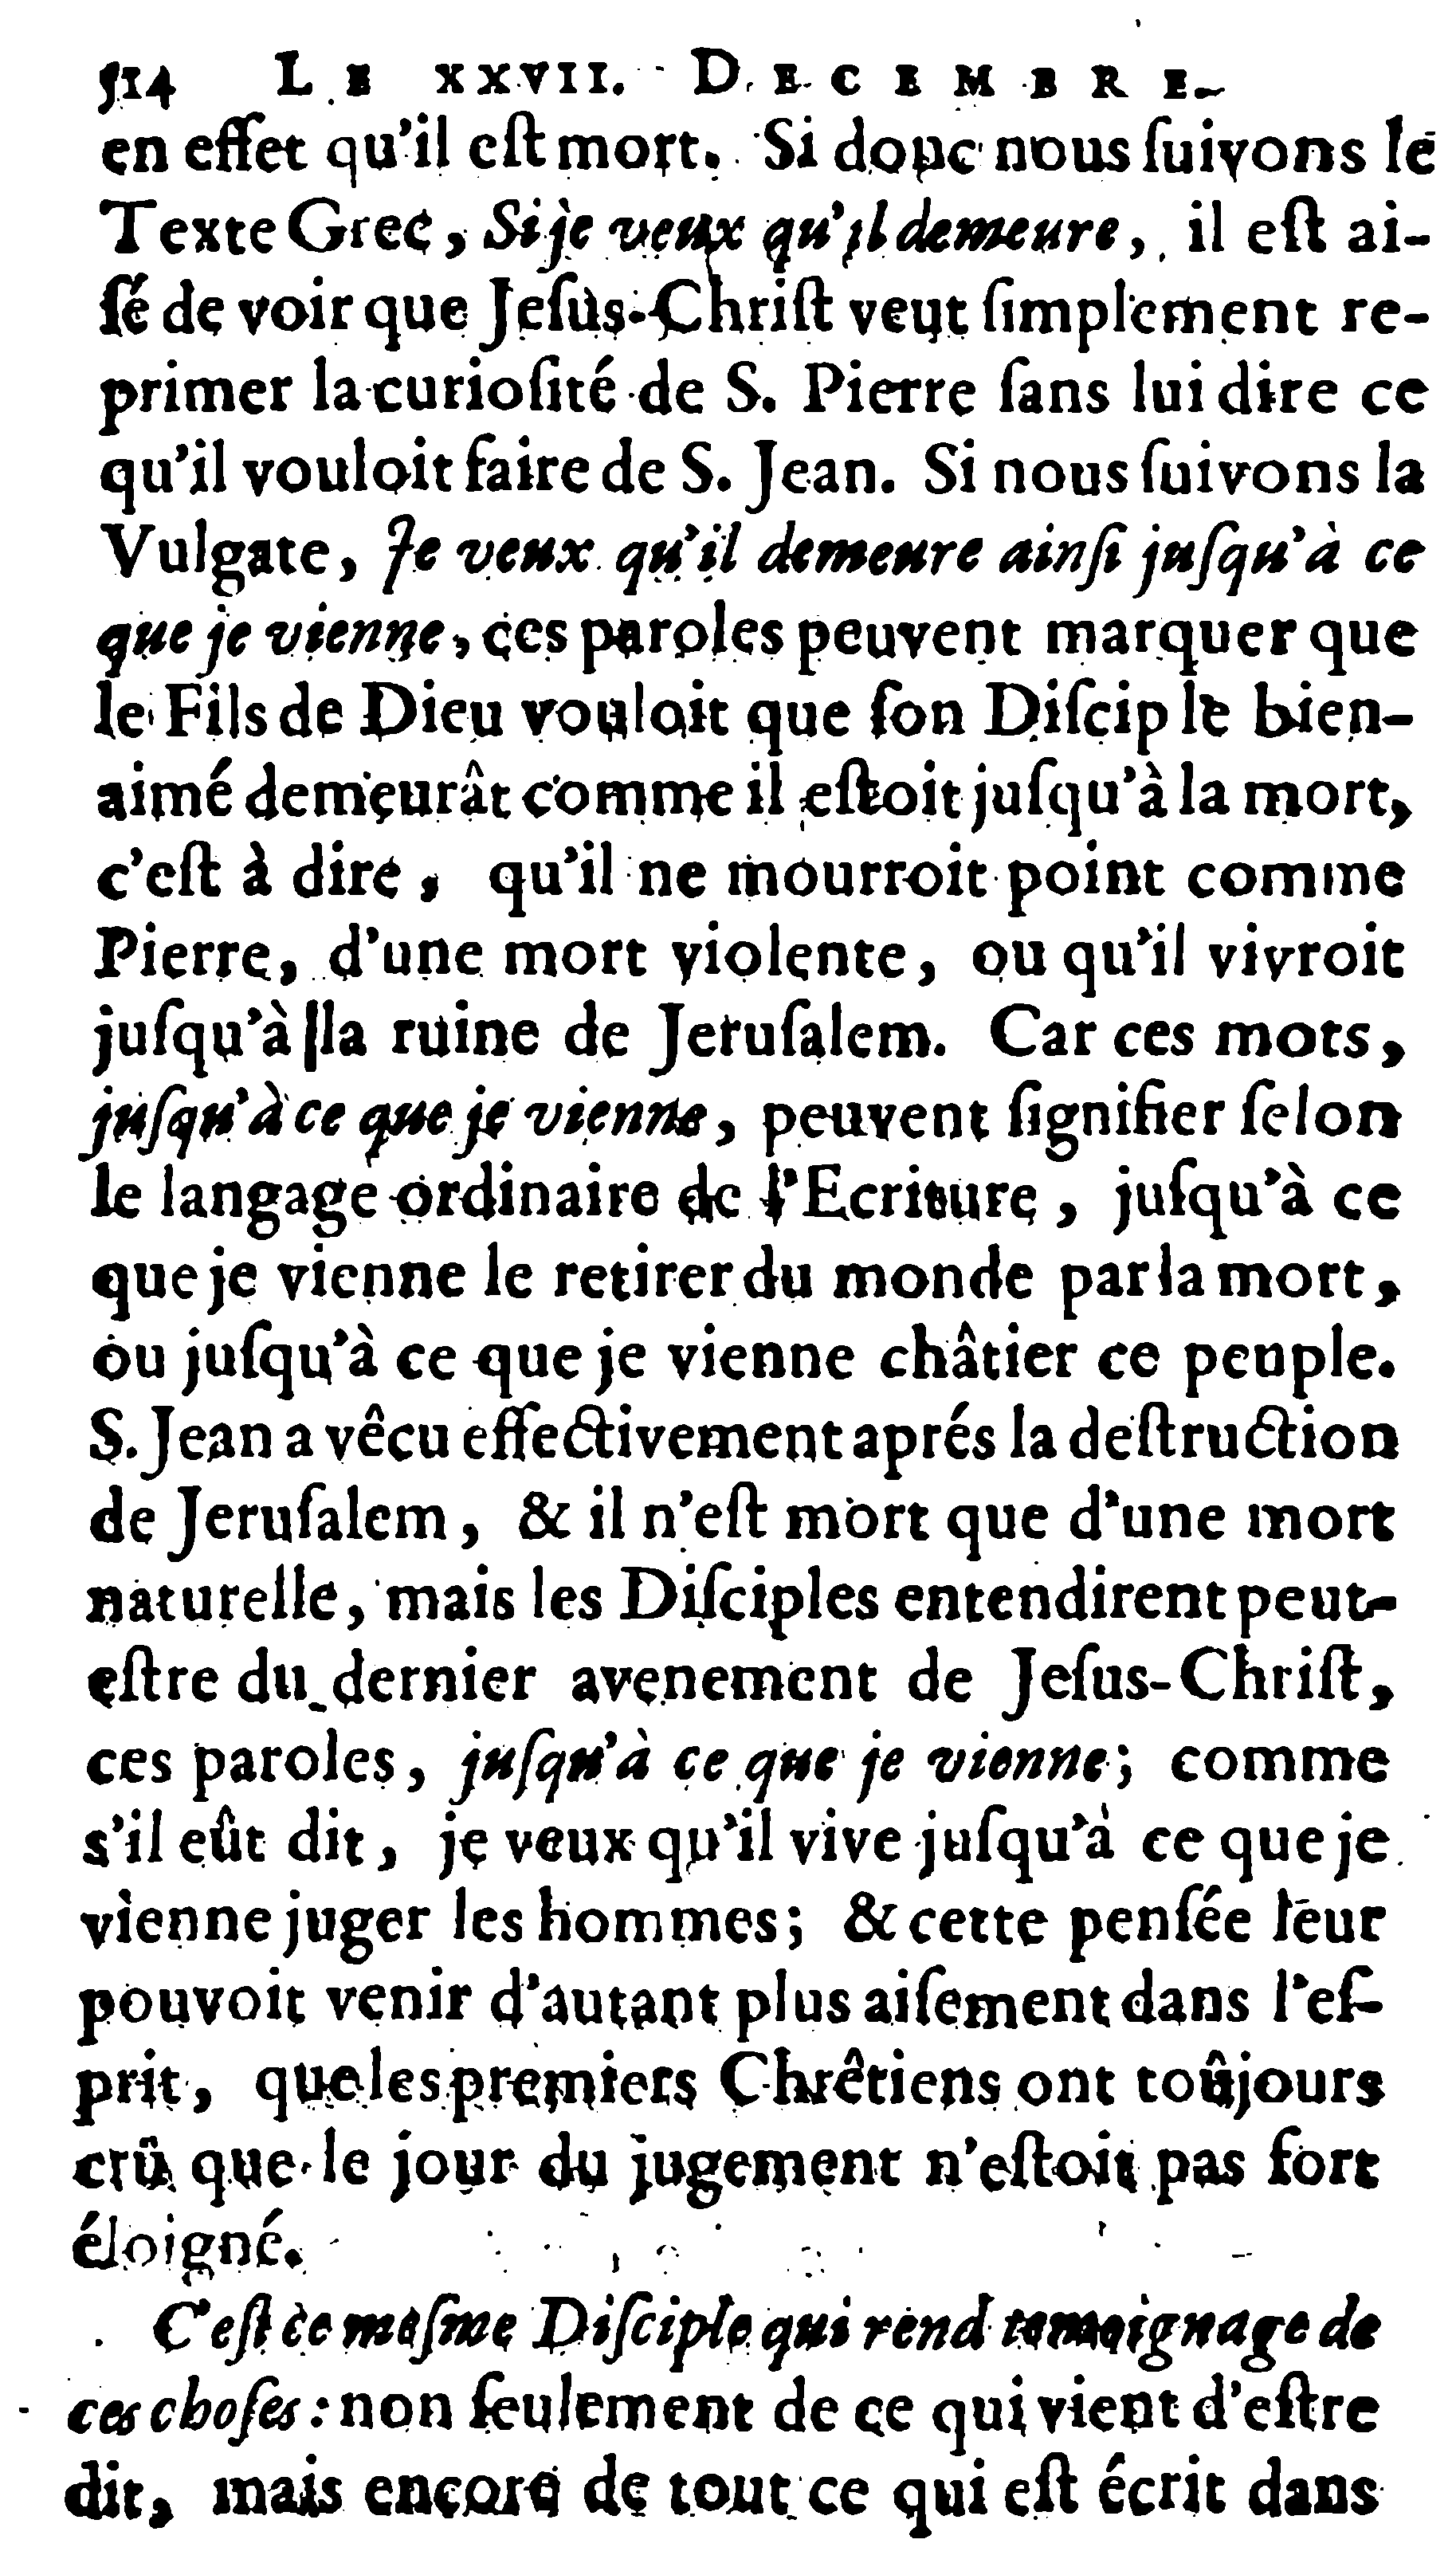 514 LE XXVII. DECEMBRE.
en effet qu'il eſt mort. Si donc nous ſuivons le
Texte Grec, Si je veux qu'il demeure, il eſt ai-
ſé de voir que Jeſus-Chriſt veut ſimplement re-
primer la curioſité de S. Pierre ſans lui dire ce
qu'il vouloit faire de S. Jean. Si nous ſuivons la
Vulgate, Je veux qu'il demeure ainſi juſqu'à ce
que je vienne, ces paroles peuvent marquer que
le Fils de Dieu vouloit que ſon Diſciple bien-
aimé demeurât comme il eſtoit juſqu'à la mort,
c'eſt à dire, qu'il ne mourroit point comme
Pierre, d'une mort violente, ou qu'il vivroit
juſqu'à la ruine de Jeruſalem. Car ces mots,
juſqu'à ce que je vienne, peuvent ſignifier ſelon
le langage ordinaire de l'Ecriture, juſqu'à ce
que je vienne le retirer du monde par la mort,
ou juſqu'à ce que je vienne châtier ce peuple.
S. Jean a vêcu effectivement aprés la deſtruction
de Jeruſalem, & il n'eſt mort que d'une mort
naturelle, mais les Diſciples entendirent peut-
eſtre du dernier avenement de Jeſus-Chriſt,
ces paroles, juſqu'à ce que je vienne; comme
s'il eût dit, je veux qu'il vive juſqu'à ce que je
vienne juger les hommes; & cette penſée leur
pouvoit venir d'autant plus aiſement dans l'eſ-
prit, que les premiers Chrêtiens ont toûjours
crû que le jour du jugement n'eſtoit pas fort
éloigné.
C'eſt ce meſme Diſciple qui rend temoignage de
ces choſes: non ſeulement de ce qui vient d'eſtre
dit, mais encore de tout ce qui eſt écrit dans